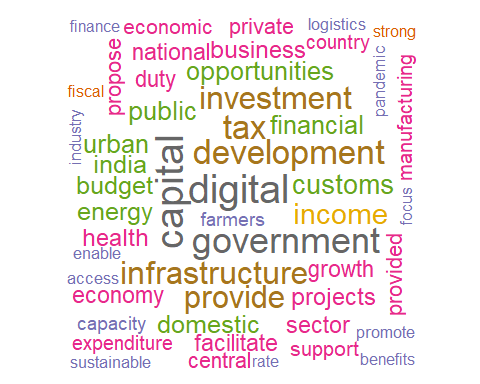 finance economic private logistics strong
propose national business country
duty opportunities pandemic
fiscal public investment manufacturing
industry tax financial
urban capital development
india
budget digital customs focus
energy farmers income
health government provided
enable
access infrastructure growth
economy provide projects
capacity domestic sector promote
expenditure facilitate support
sustainable central rate benefits